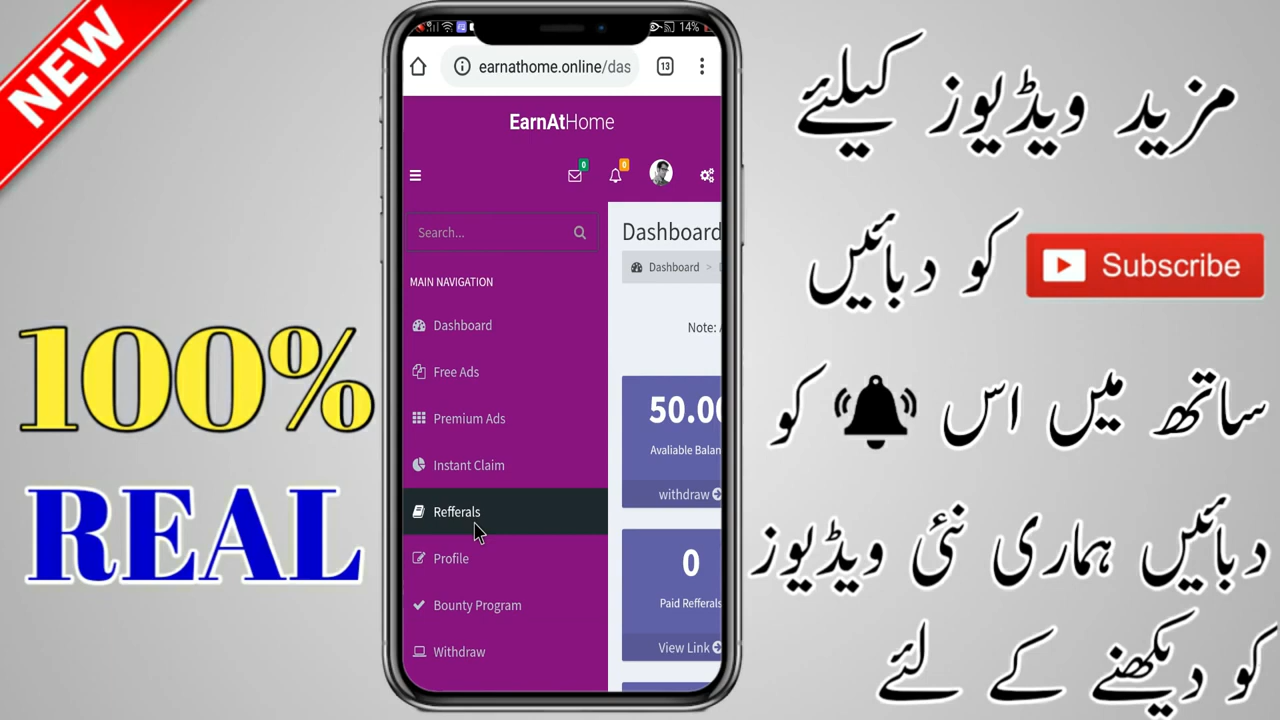 NEW
100%
REAL
14%
earnathome.online/das
13
EarnAtHome
0
0
Search...
Dashboard
Dashboard >
MAIN NAVIGATION
Note:
Dashboard
Free Ads
Premium Ads
Instant Claim
Refferals
Profile
Bounty Program
Withdraw
50.00
Avaliable Balan
withdraw
0
Paid Refferals
View Link
مزید ویڈیوز کیلئے
Subscribe کو دبائیں
ساتھ میں اس کو
دبائیں ہماری نئی ویڈیوز
کو دیکھنے کے لئے